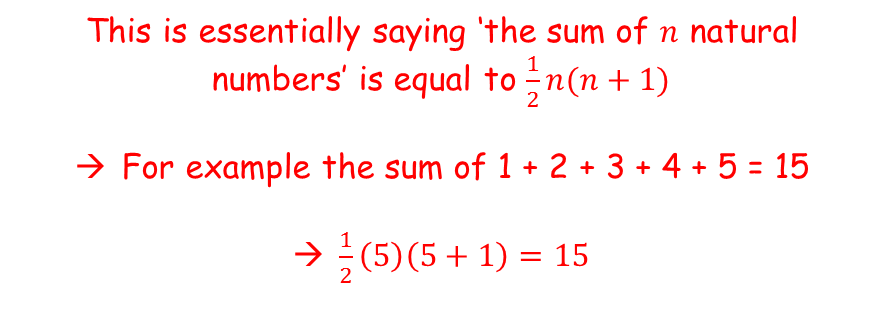 This is essentially saying ‘the sum of n natural
numbers’ is equal to ½n(n + 1)
→ For example the sum of 1 + 2 + 3 + 4 + 5 = 15
→ ½(5)(5 + 1) = 15